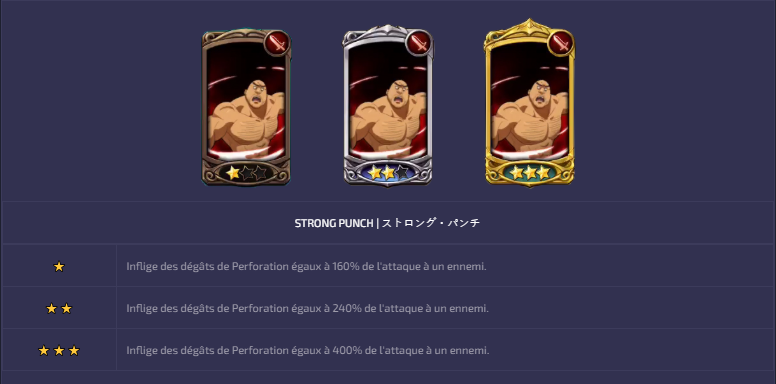 STRONG PUNCH | ストロング・パンチ
Inflige des dégâts de Perforation égaux à 160% de l'attaque à un ennemi.
Inflige des dégâts de Perforation égaux à 240% de l'attaque à un ennemi.
Inflige des dégâts de Perforation égaux à 400% de l'attaque à un ennemi.